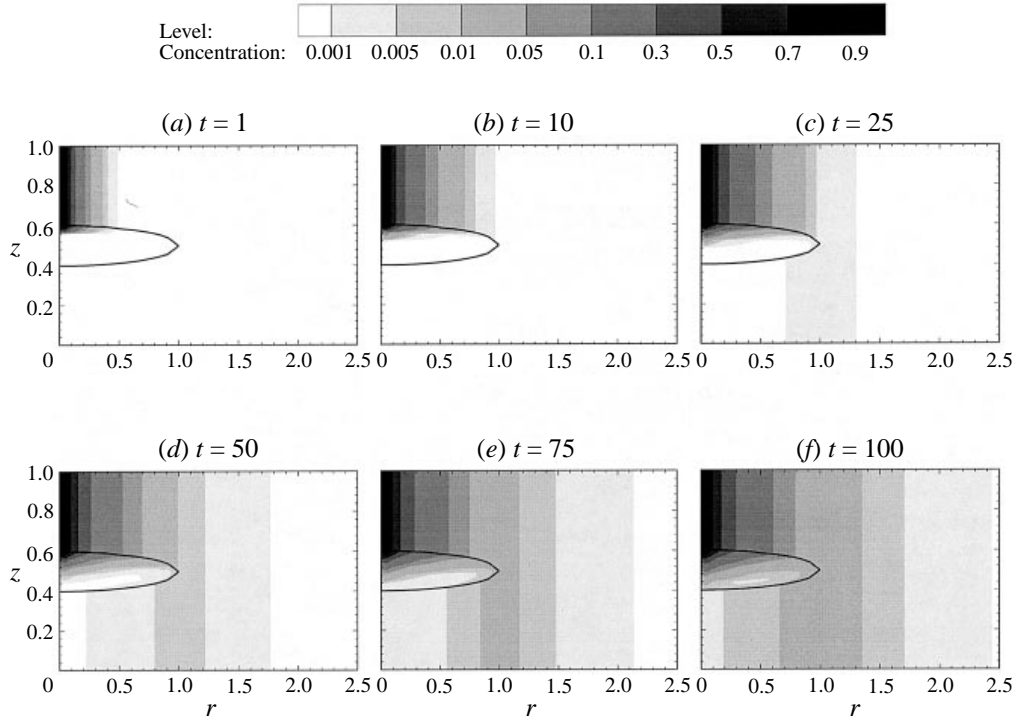 Level:
Concentration: 0.001 0.005 0.01 0.05 0.1 0.3 0.5 0.7 0.9
(a) t = 1 (b) t = 10 (c) t = 25
1.0
0.8
0.6
z
0.4
0.2
0 0.5 1.0 1.5 2.0 2.5 0 0.5 1.0 1.5 2.0 2.5 0 0.5 1.0 1.5 2.0 2.5
(d) t = 50 (e) t = 75 (f) t = 100
1.0
0.8
0.6
z
0.4
0.2
0 0.5 1.0 1.5 2.0 2.5 0 0.5 1.0 1.5 2.0 2.5 0 0.5 1.0 1.5 2.0 2.5
r r r